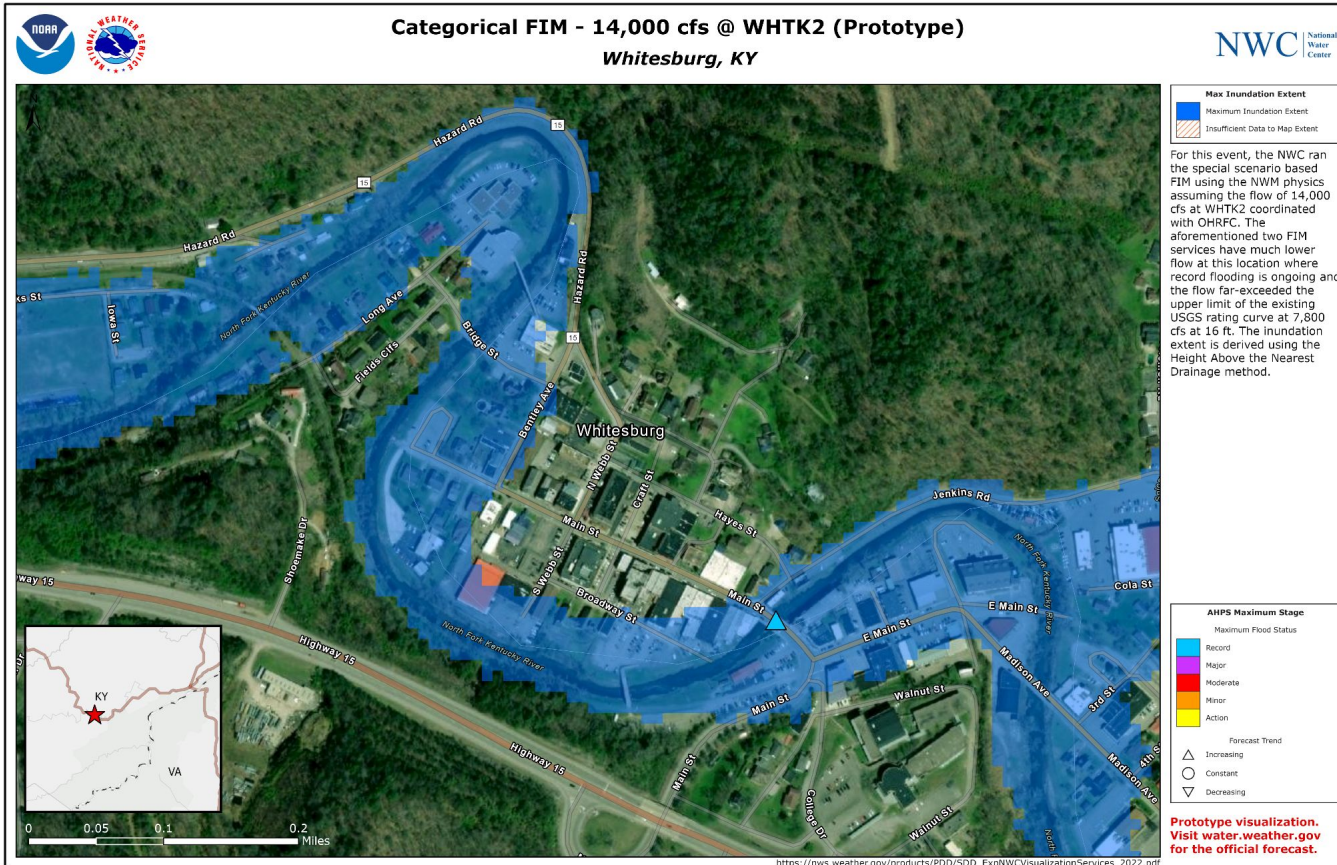 NOAA
NATIONAL WEATHER SERVICE
Categorical FIM - 14,000 cfs @ WHTK2 (Prototype)
Whitesburg, KY
NWC
National
Water
Center
Hazard Rd
15
15
Hazard Rd
ks St
Iowa St
North Fork Kentucky River
Long Ave
Fields Clfs
Bridge St
Hazard Rd
15
Bentley Ave
Whitesburg
N Webb St
Craft St
Hayes St
Main St
Jenkins Rd
Shoemake Dr
S Webb St
Broadway St
Main St
North Fork Kentucky River
E Main St
Cola St
way 15
E Main St
North Fork Kentucky River
Highway 15
Madison Ave
Main St
Walnut St
3rd St
4th S
Highway 15
Main St
College Dr
Walnut St
Madison Ave
North F
Dr
KY
VA
0 0.05 0.1 0.2
Miles
Max Inundation Extent
Maximum Inundation Extent
Insufficient Data to Map Extent
For this event, the NWC ran
the special scenario based
FIM using the NWM physics
assuming the flow of 14,000
cfs at WHTK2 coordinated
with OHRFC. The
aforementioned two FIM
services have much lower
flow at this location where
record flooding is ongoing and
the flow far-exceeded the
upper limit of the existing
USGS rating curve at 7,800
cfs at 16 ft. The inundation
extent is derived using the
Height Above the Nearest
Drainage method.
AHPS Maximum Stage
Maximum Flood Status
Record
Major
Moderate
Minor
Action
Forecast Trend
Increasing
Constant
Decreasing
Prototype visualization.
Visit water.weather.gov
for the official forecast.
https://nws.weather.gov/products/PDD/SDD_ExpNWCVisualizationServices_2022.pdf